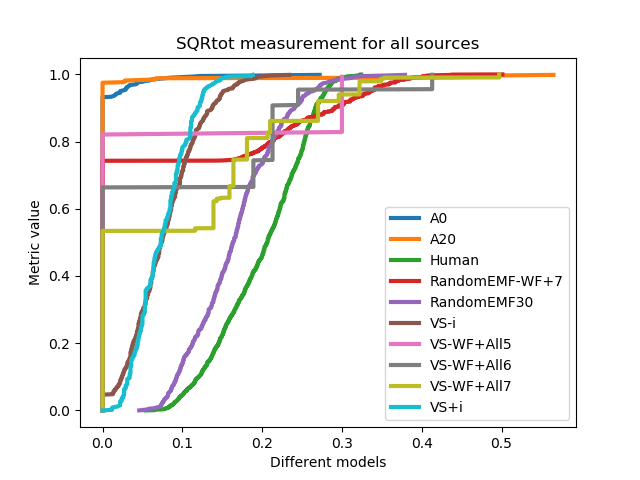 SQRtot measurement for all sources
1.0
0.8
0.6
0.4
0.2
0.0
Metric value
0.0 0.1 0.2 0.3 0.4 0.5
Different models
A0
A20
Human
RandomEMF-WF+7
RandomEMF30
VS-i
VS-WF+All5
VS-WF+All6
VS-WF+All7
VS+i